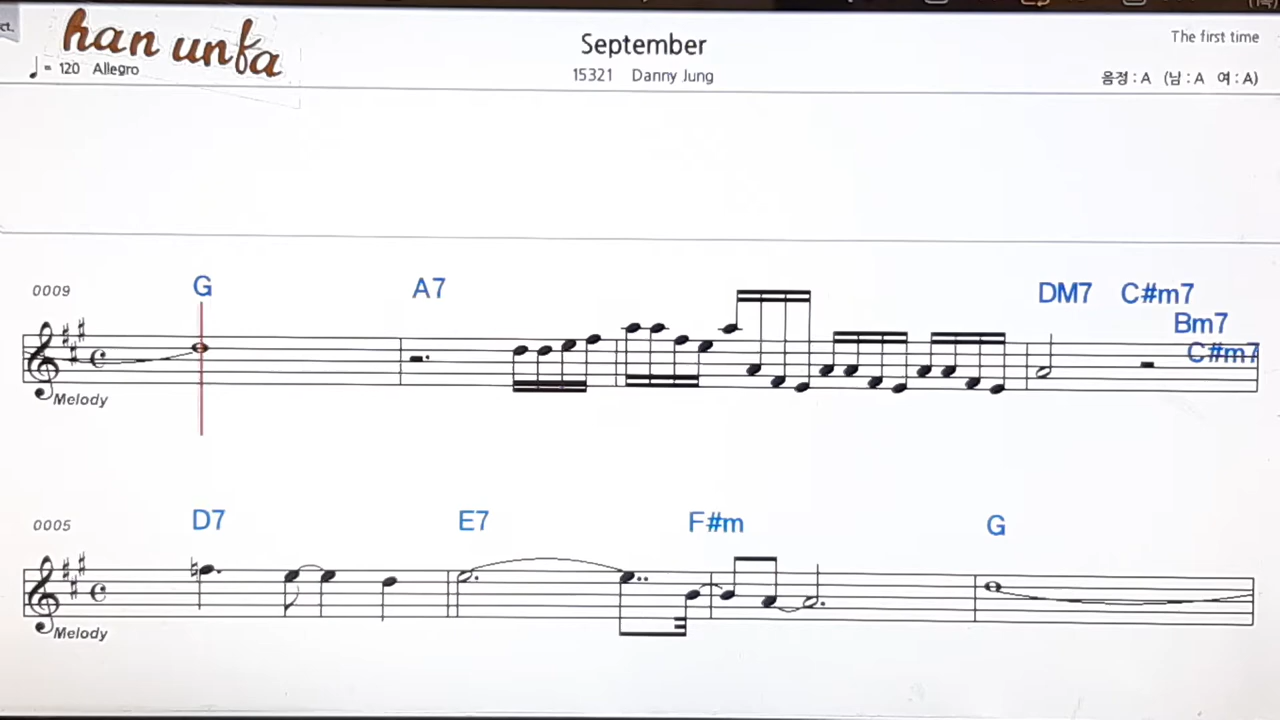 ct.
han unfa
♩= 120 Allegro
September
15321 Danny Jung
The first time
음정 : A (남 : A 여 : A)
0009
G
A7
DM7 C#m7
Bm7
C#m7
Melody
0005
D7
E7
F#m
G
Melody